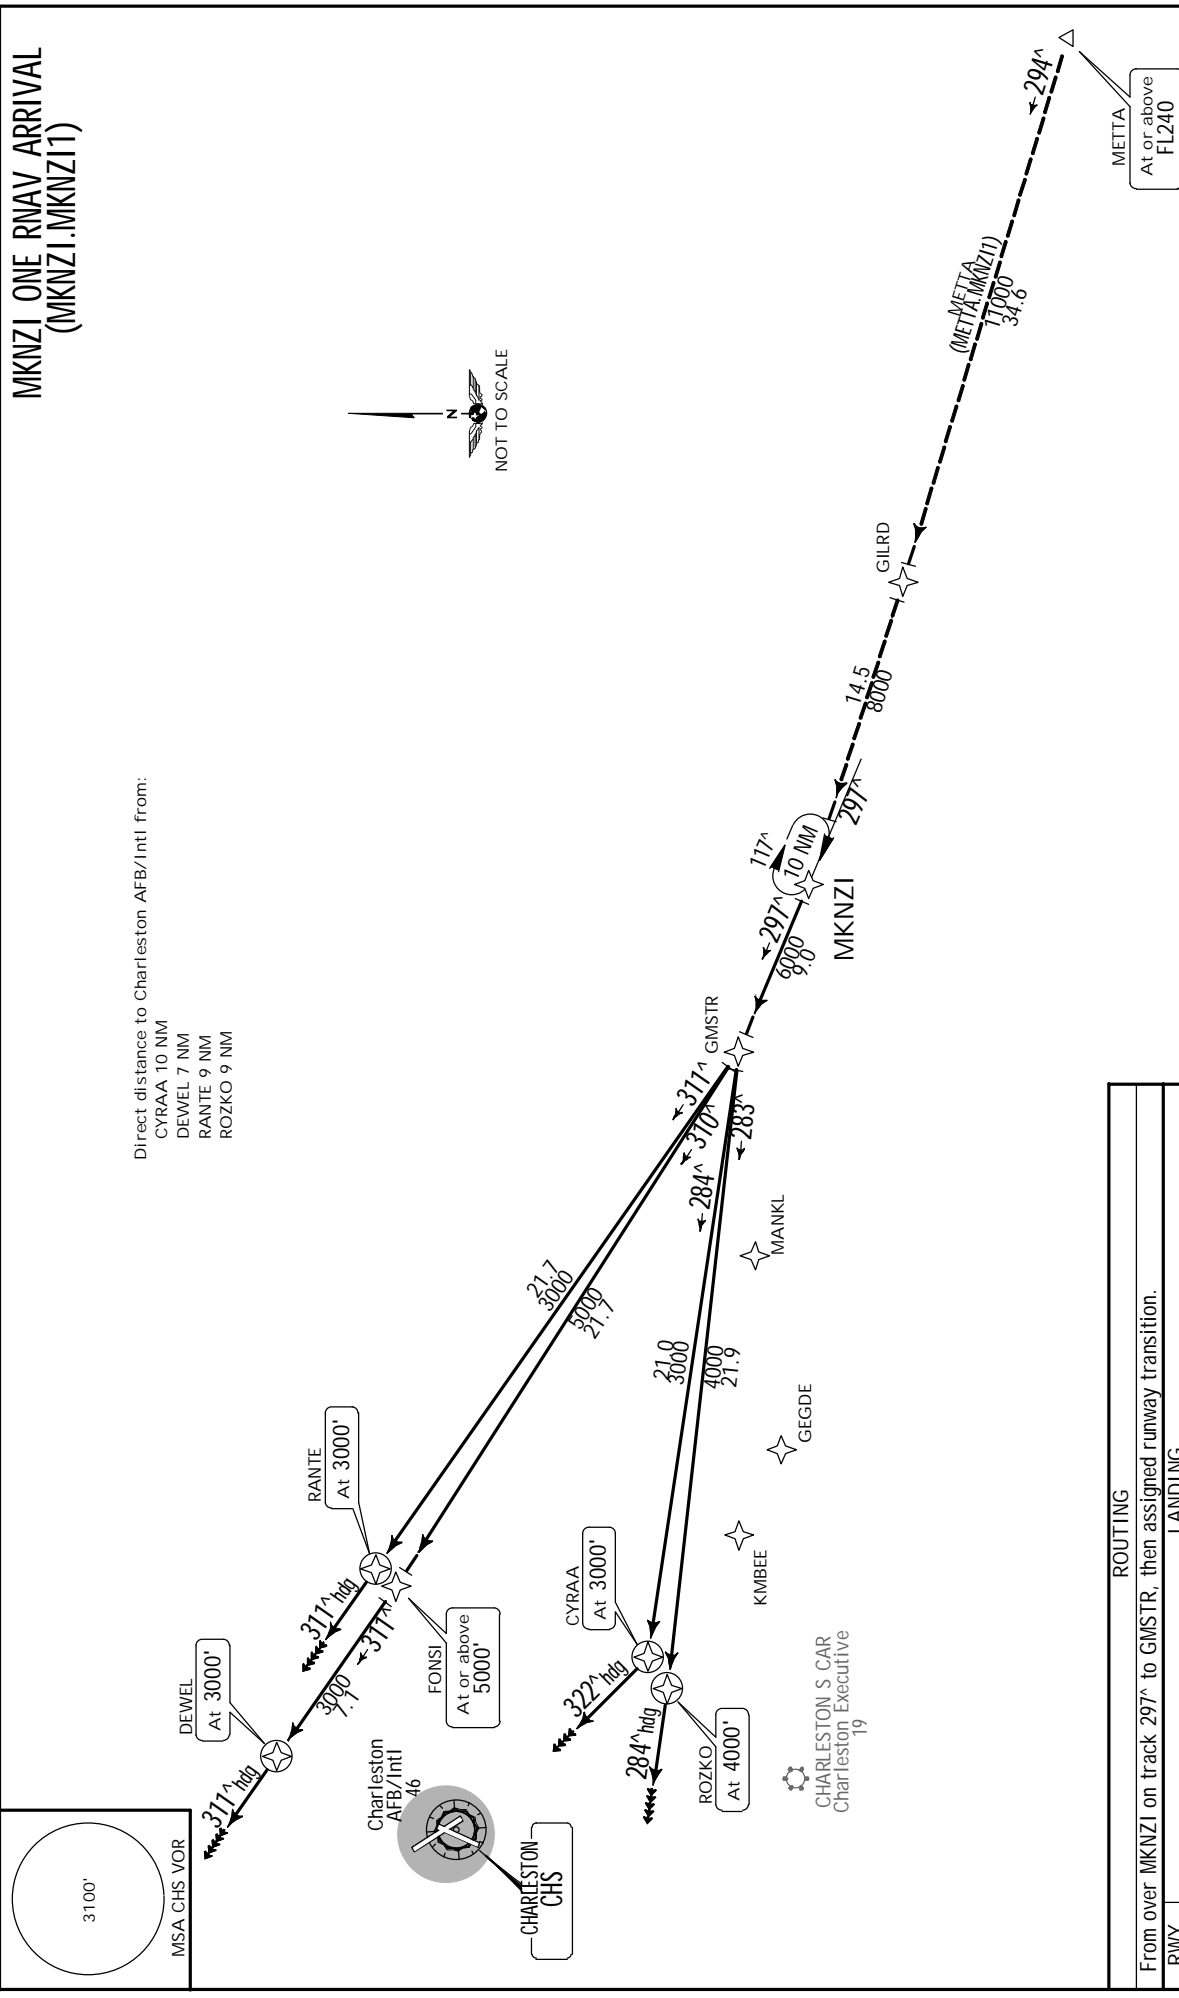 MKNZI ONE RNAV ARRIVAL
(MKNZI.MKNZI1)
3100'
MSA CHS VOR
Direct distance to Charleston AFB/Intl from:
CYRAA 10 NM
DEWEL 7 NM
RANTE 9 NM
ROZKO 9 NM
N
NOT TO SCALE
311^ hdg
DEWEL
At 3000'
3000
7.1
311^
311^ hdg
RANTE
At 3000'
FONSI
At or above
5000'
Charleston
AFB/Intl
46
CHARLESTON
CHS
21.7
3000
5000
21.7
311^
310^
284^
283^
GMSTR
21.0
3000
4000
21.9
CYRAA
At 3000'
322^ hdg
284^ hdg
ROZKO
At 4000'
CHARLESTON S CAR
Charleston Executive
19
KMBEE
GEGDE
MANKL
297^
6000
9.0
MKNZI
117^
10 NM
297^
14.5
8000
GILRD
METTA
(METTA.MKNZI1)
11000
34.6
294^
METTA
At or above
FL240
ROUTING
From over MKNZI on track 297^ to GMSTR, then assigned runway transition.
RWY
LANDING